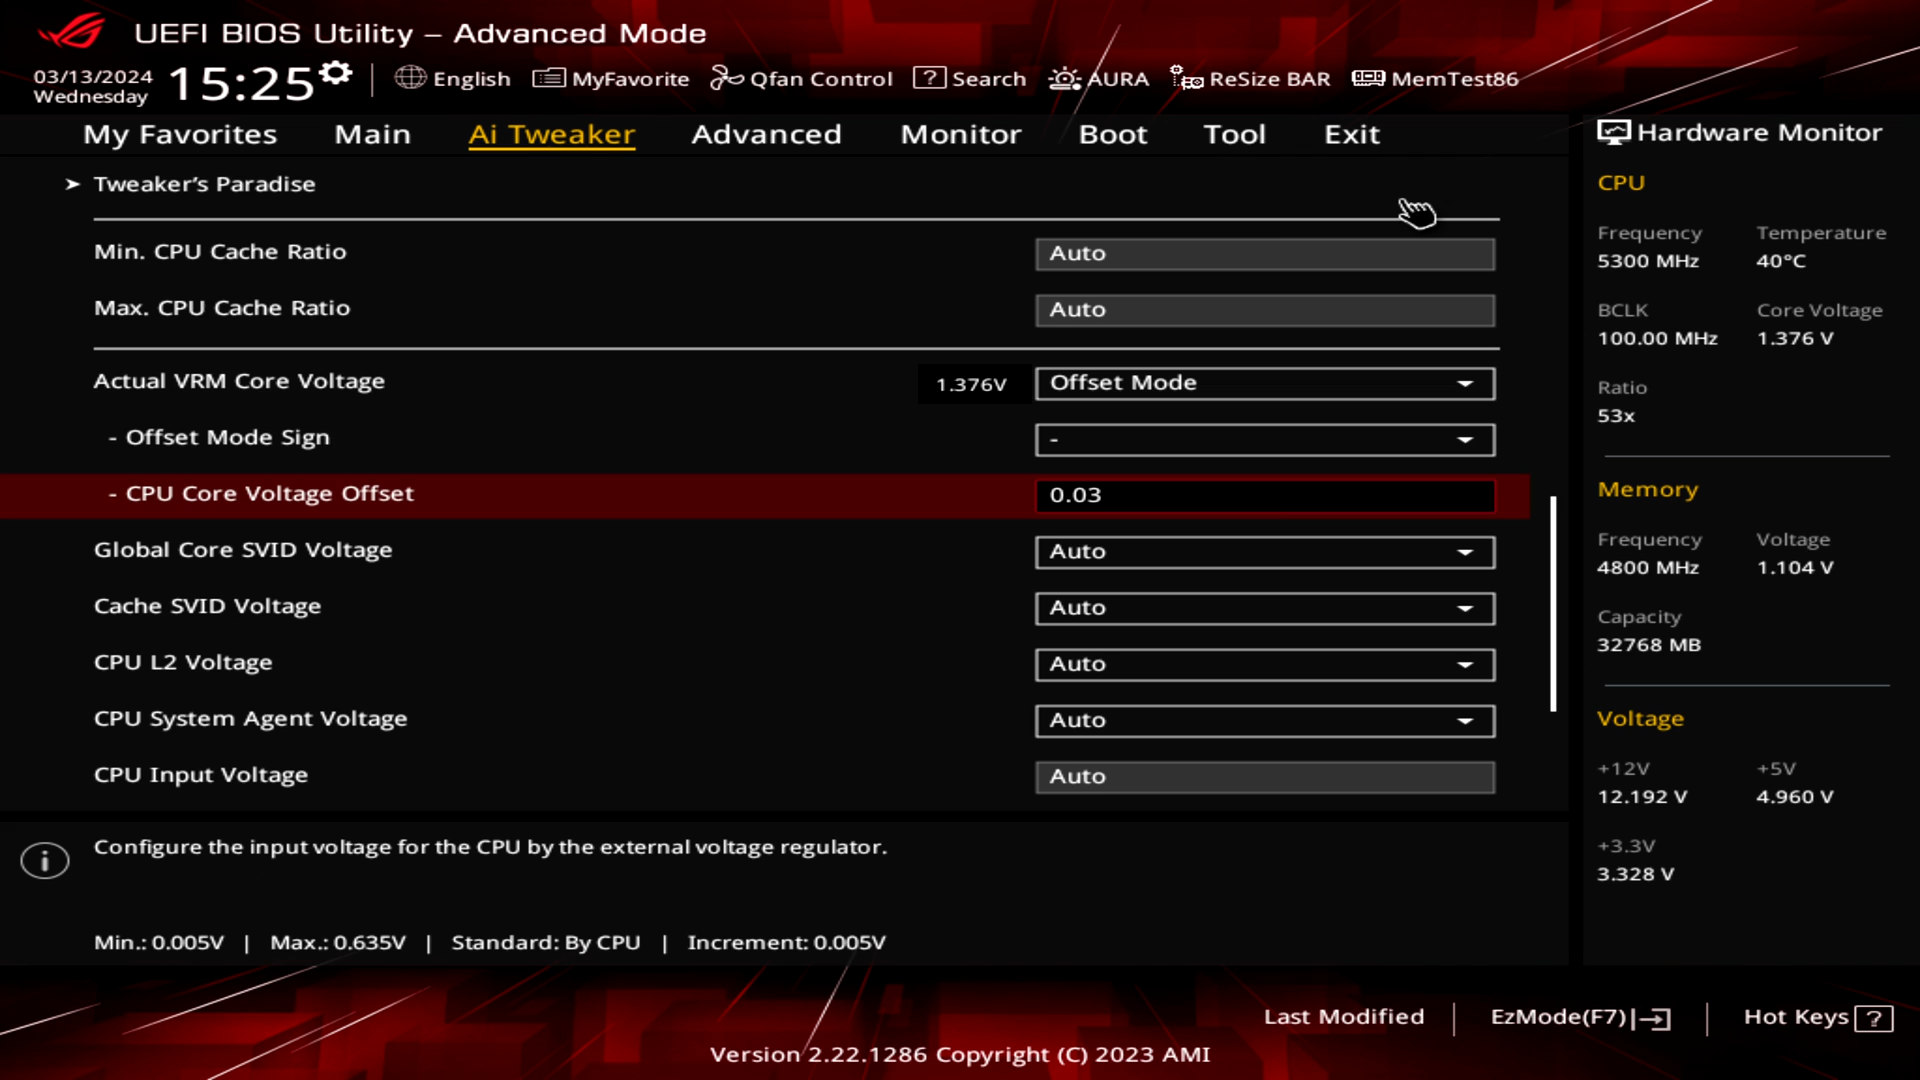 UEFI BIOS Utility – Advanced Mode
03/13/2024
Wednesday
15:25
English
MyFavorite
Qfan Control
? Search
AURA
ReSize BAR
MemTest86
My Favorites
Main
Ai Tweaker
Advanced
Monitor
Boot
Tool
Exit
Tweaker's Paradise
Min. CPU Cache Ratio
Auto
Max. CPU Cache Ratio
Auto
Actual VRM Core Voltage
1.376V
Offset Mode
- Offset Mode Sign
-
- CPU Core Voltage Offset
0.03
Global Core SVID Voltage
Auto
Cache SVID Voltage
Auto
CPU L2 Voltage
Auto
CPU System Agent Voltage
Auto
CPU Input Voltage
Auto
Configure the input voltage for the CPU by the external voltage regulator.
Min.: 0.005V | Max.: 0.635V | Standard: By CPU | Increment: 0.005V
Hardware Monitor
CPU
Frequency Temperature
5300 MHz 40°C
BCLK Core Voltage
100.00 MHz 1.376 V
Ratio
53x
Memory
Frequency Voltage
4800 MHz 1.104 V
Capacity
32768 MB
Voltage
+12V +5V
12.192 V 4.960 V
+3.3V
3.328 V
Last Modified
EzMode(F7)
Hot Keys ?
Version 2.22.1286 Copyright (C) 2023 AMI